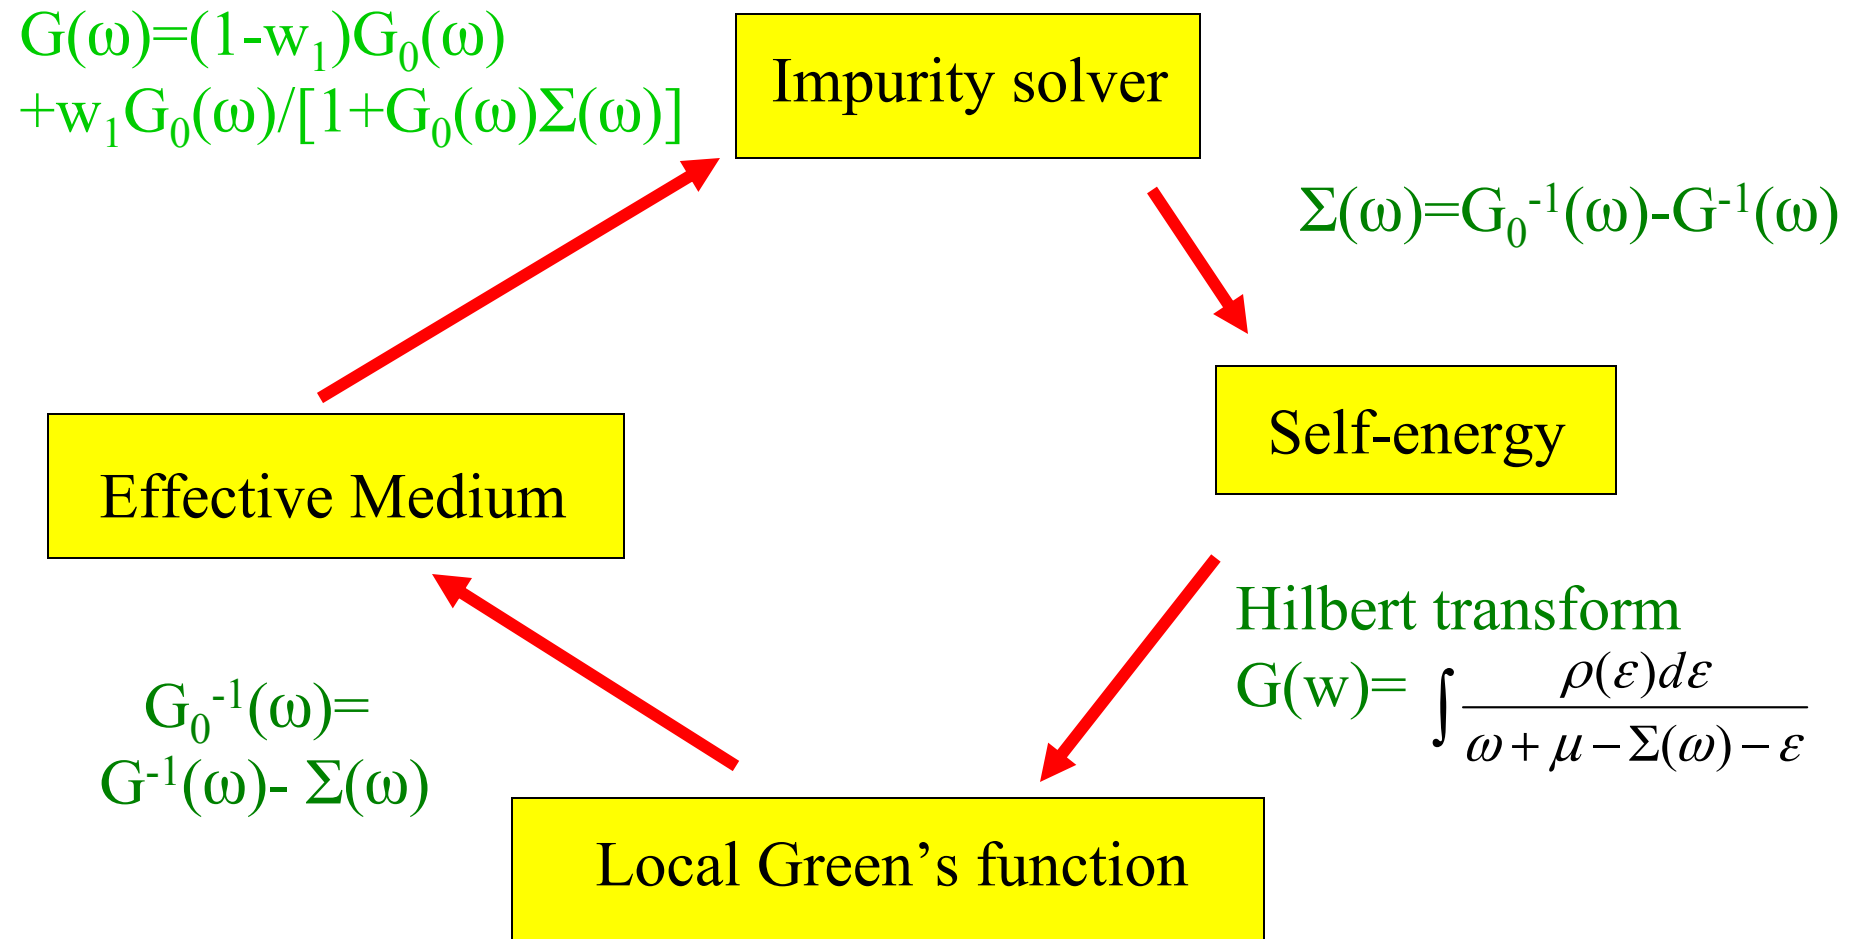 G(ω)=(1-w₁)G₀(ω)
+w₁G₀(ω)/[1+G₀(ω)Σ(ω)]
Impurity solver
Σ(ω)=G₀⁻¹(ω)-G⁻¹(ω)
Self-energy
Effective Medium
Hilbert transform
G(w)= ∫ρ(ε)dε/(ω+μ−Σ(ω)−ε)
G₀⁻¹(ω)=
G⁻¹(ω)- Σ(ω)
Local Green’s function